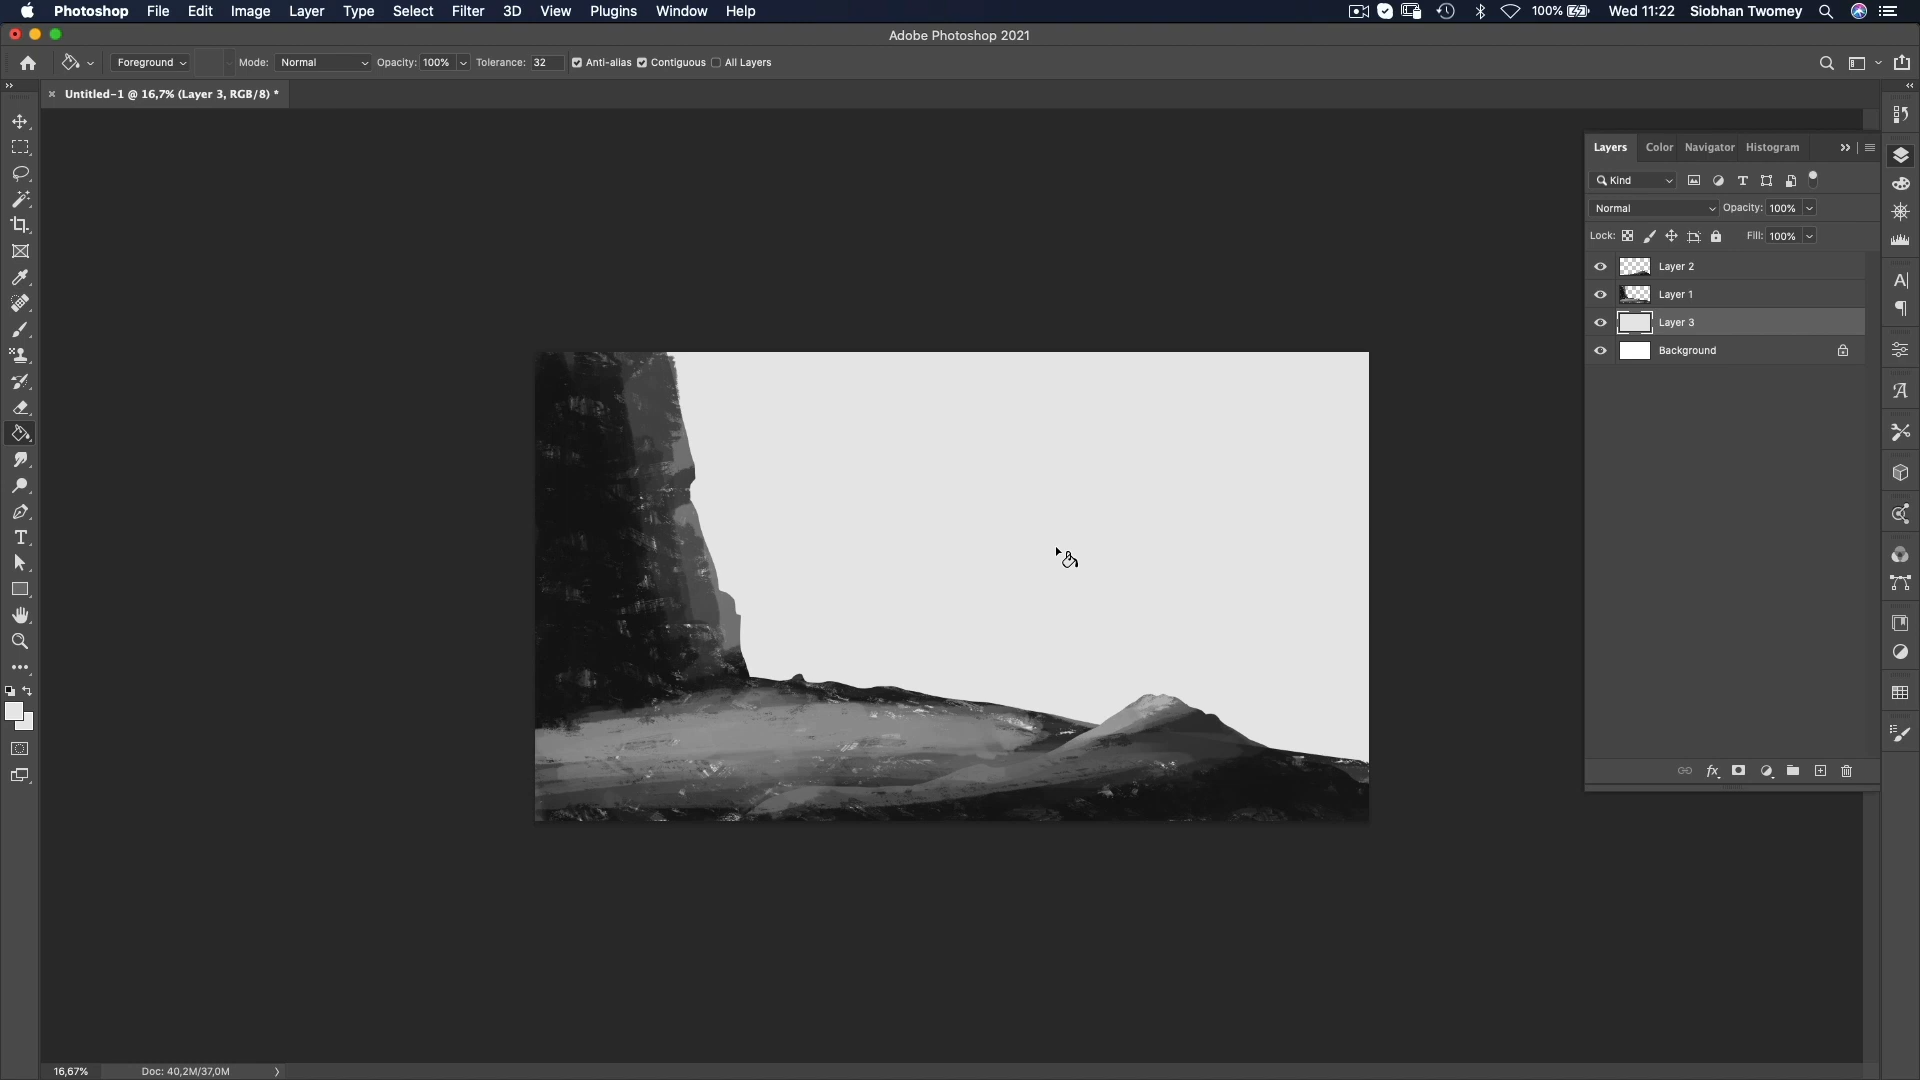 Photoshop File Edit Image Layer Type Select Filter 3D View Plugins Window Help 100% Wed 11:22 Siobhan Twomey
Adobe Photoshop 2021
Foreground Mode: Normal Opacity: 100% Tolerance: 32 Anti-alias Contiguous All Layers
Untitled-1 @ 16,7% (Layer 3, RGB/8) *
Layers Color Navigator Histogram
Kind
Normal Opacity: 100%
Lock: Fill: 100%
Layer 2
Layer 1
Layer 3
Background
16,67% Doc: 40,2M/37,0M